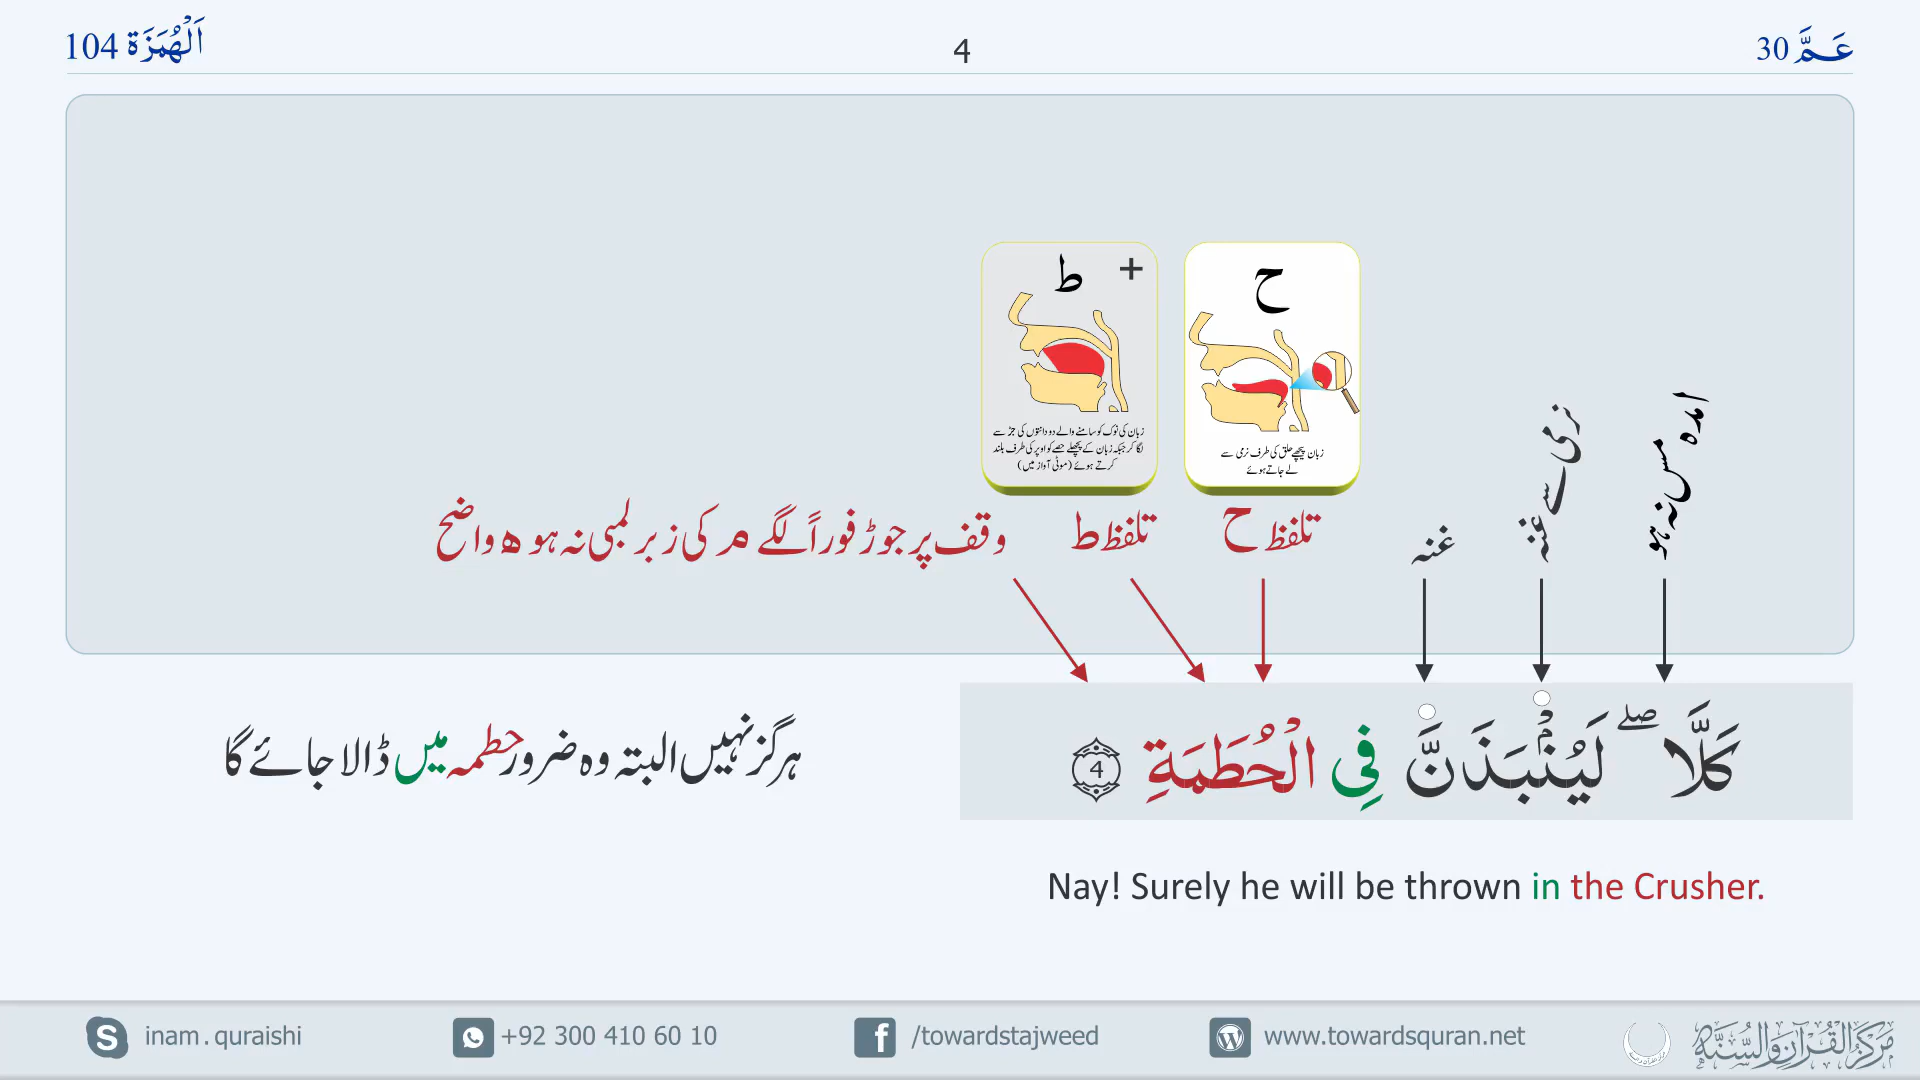 اَلْهُمَزَة 104
4
عَمَّ 30
ط +
زبان کی نوک کو سامنے والے دو دانتوں کی جڑ سے
لگا کر جبکہ زبان کے پچھلے حصے کو اوپر کی طرف بلند
کرتے ہوئے (موٹی آواز میں)
ح
زبان پیچھے حلق کی طرف نرمی سے
لے جاتے ہوئے
امدہ مس نہ ہو
نرمی سے غنہ
غنہ
تلفظ ح
تلفظ ط
وقف پر جوڑ فوراً لگے م کی زبر لمبی نہ ہو ھ واضح
كَلَّا ۖ لَيُنْۢبَذَنَّ فِى الْحُطَمَةِ 4
ہرگز نہیں البتہ وہ ضرور حطمہ میں ڈالا جائے گا
Nay! Surely he will be thrown in the Crusher.
inam.quraishi
+92 300 410 60 10
/towardstajweed
www.towardsquran.net
مَرْكَزُ الْقُرْآنِ وَالسُّنَّة